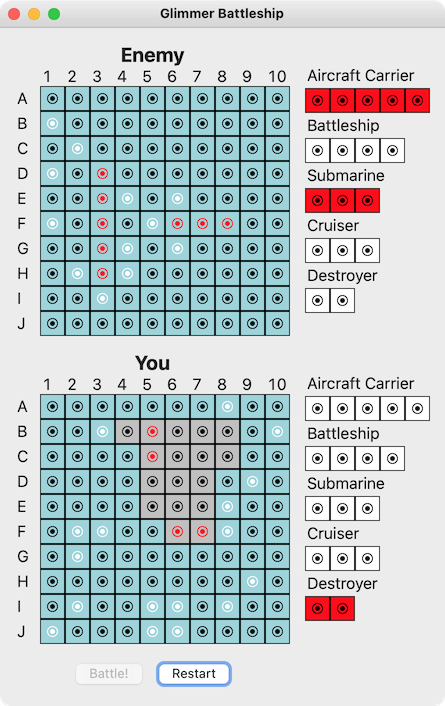 Glimmer Battleship
Enemy
1 2 3 4 5 6 7 8 9 10
Aircraft Carrier
A
B
Battleship
C
D
Submarine
E
F
Cruiser
G
H
Destroyer
I
J
You
1 2 3 4 5 6 7 8 9 10
Aircraft Carrier
A
B
Battleship
C
D
Submarine
E
F
Cruiser
G
H
Destroyer
I
J
Battle!
Restart